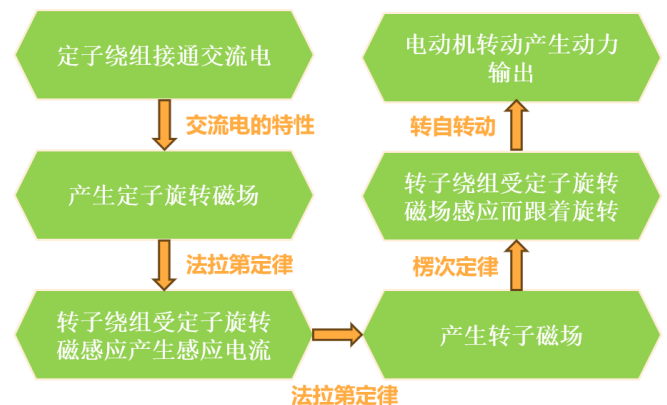 定子绕组接通交流电
交流电的特性
产生定子旋转磁场
法拉第定律
转子绕组受定子旋转
磁感应产生感应电流
法拉第定律
产生转子磁场
楞次定律
转子绕组受定子旋转
磁场感应而跟着旋转
转自转动
电动机转动产生动力
输出